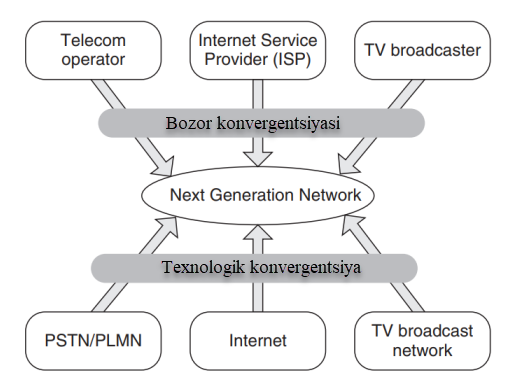 Telecom
operator
Internet Service
Provider (ISP)
TV broadcaster
Bozor konvergentsiyasi
Next Generation Network
Texnologik konvergentsiya
PSTN/PLMN
Internet
TV broadcast
network